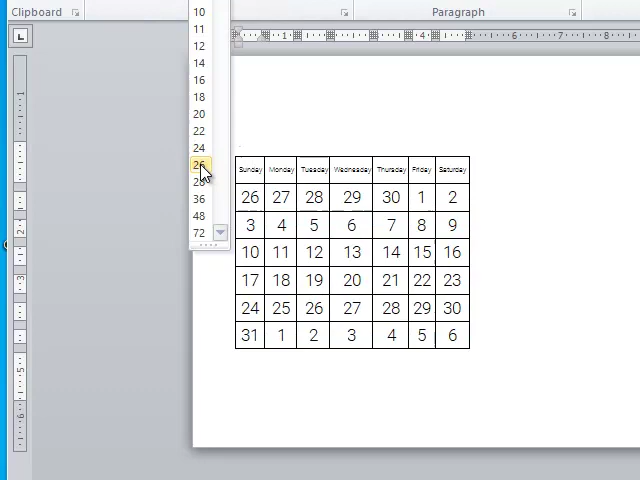 Clipboard Paragraph
10
11
12
14
16
18
20
22
24
26
28
36
48
72
Sunday Monday Tuesday Wednesday Thursday Friday Saturday
26 27 28 29 30 1 2
3 4 5 6 7 8 9
10 11 12 13 14 15 16
17 18 19 20 21 22 23
24 25 26 27 28 29 30
31 1 2 3 4 5 6